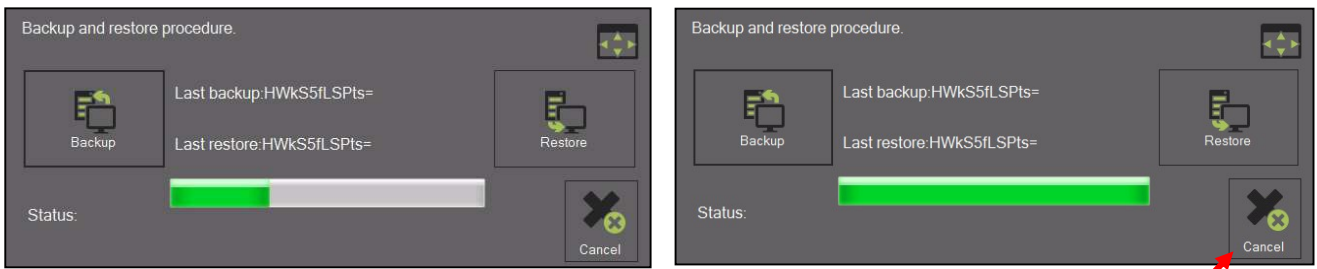 Backup and restore procedure.
Last backup:HWkS5fLSPts=
Backup
Last restore:HWkS5fLSPts=
Restore
Status:
Cancel
Backup and restore procedure.
Last backup:HWkS5fLSPts=
Backup
Last restore:HWkS5fLSPts=
Restore
Status:
Cancel